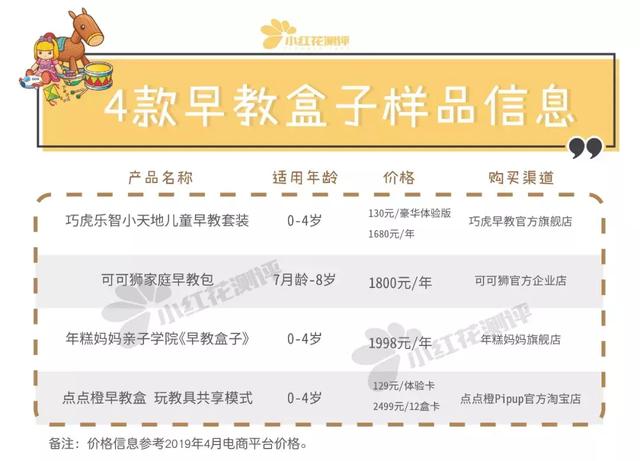 小红花测评
4款早教盒子样品信息
产品名称 适用年龄 价格 购买渠道
巧虎乐智小天地儿童早教套装 0-4岁 130元/豪华体验版 巧虎早教官方旗舰店
1680元/年
可可狮家庭早教包 7月龄-8岁 1800元/年 可可狮官方企业店
小红花测评
年糕妈妈亲子学院《早教盒子》 0-4岁 1998元/年 年糕妈妈旗舰店
小红花测评
点点橙早教盒 玩教具共享模式 0-4岁 129元/体验卡 点点橙Pipup官方淘宝店
2499元/12盒卡
备注：价格信息参考2019年4月电商平台价格。